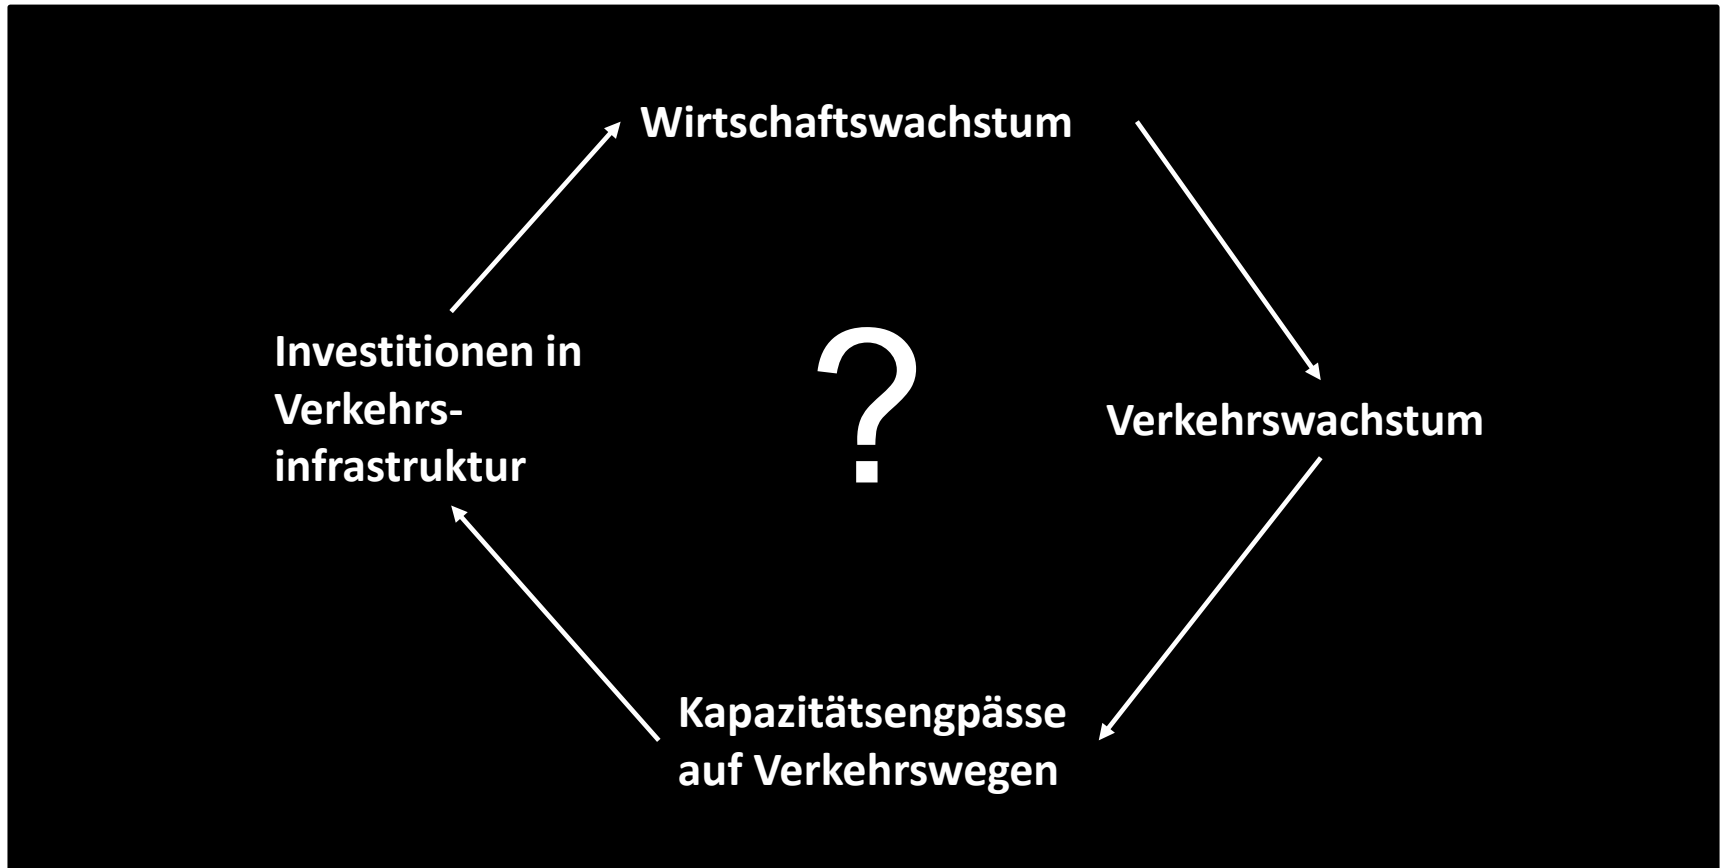 Wirtschaftswachstum
Investitionen in
Verkehrs-
infrastruktur
?
Verkehrswachstum
Kapazitätsengpässe
auf Verkehrswegen